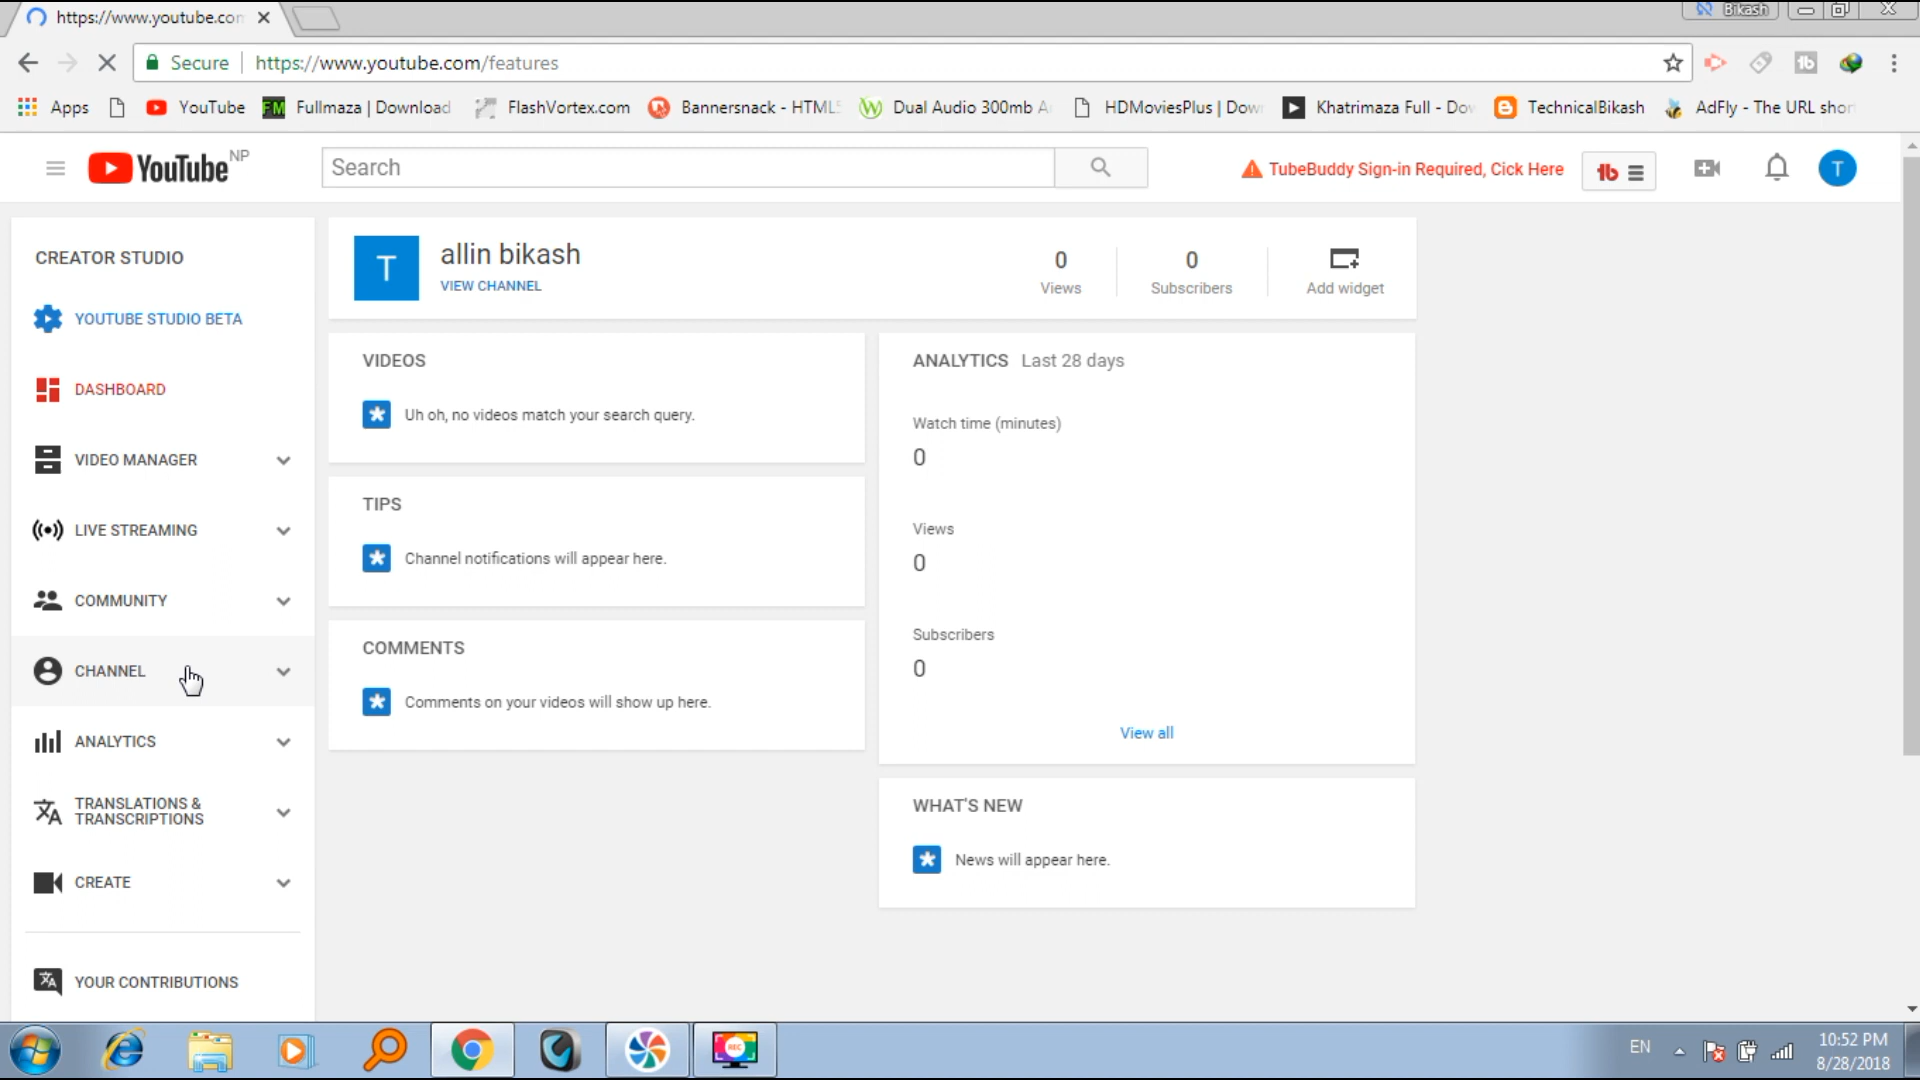 https://www.youtube.com
Bikash
Secure https://www.youtube.com/features
Apps YouTube Fullmaza | Download FlashVortex.com Bannersnack - HTML5 Dual Audio 300mb HDMoviesPlus | Dow Khatrimaza Full - Dow TechnicalBikash AdFly - The URL shor
YouTube NP
Search
TubeBuddy Sign-in Required, Cick Here
tb
T
CREATOR STUDIO
YOUTUBE STUDIO BETA
DASHBOARD
VIDEO MANAGER
LIVE STREAMING
COMMUNITY
CHANNEL
ANALYTICS
TRANSLATIONS &
TRANSCRIPTIONS
CREATE
YOUR CONTRIBUTIONS
T
allin bikash
VIEW CHANNEL
0
Views
0
Subscribers
Add widget
VIDEOS
Uh oh, no videos match your search query.
TIPS
Channel notifications will appear here.
COMMENTS
Comments on your videos will show up here.
ANALYTICS Last 28 days
Watch time (minutes)
0
Views
0
Subscribers
0
View all
WHAT'S NEW
News will appear here.
REC
EN
10:52 PM
8/28/2018